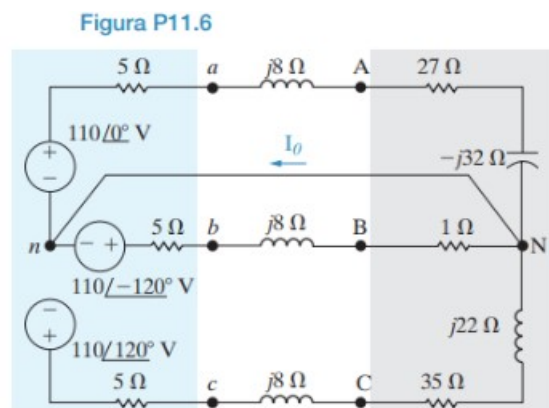 Figura P11.6
5 Ω a j8 Ω A 27 Ω
110/0° V
+
−
I0
−j32 Ω
5 Ω b j8 Ω B 1 Ω
n − + N
110/−120° V
−
+
j22 Ω
110/120° V
5 Ω c j8 Ω C 35 Ω